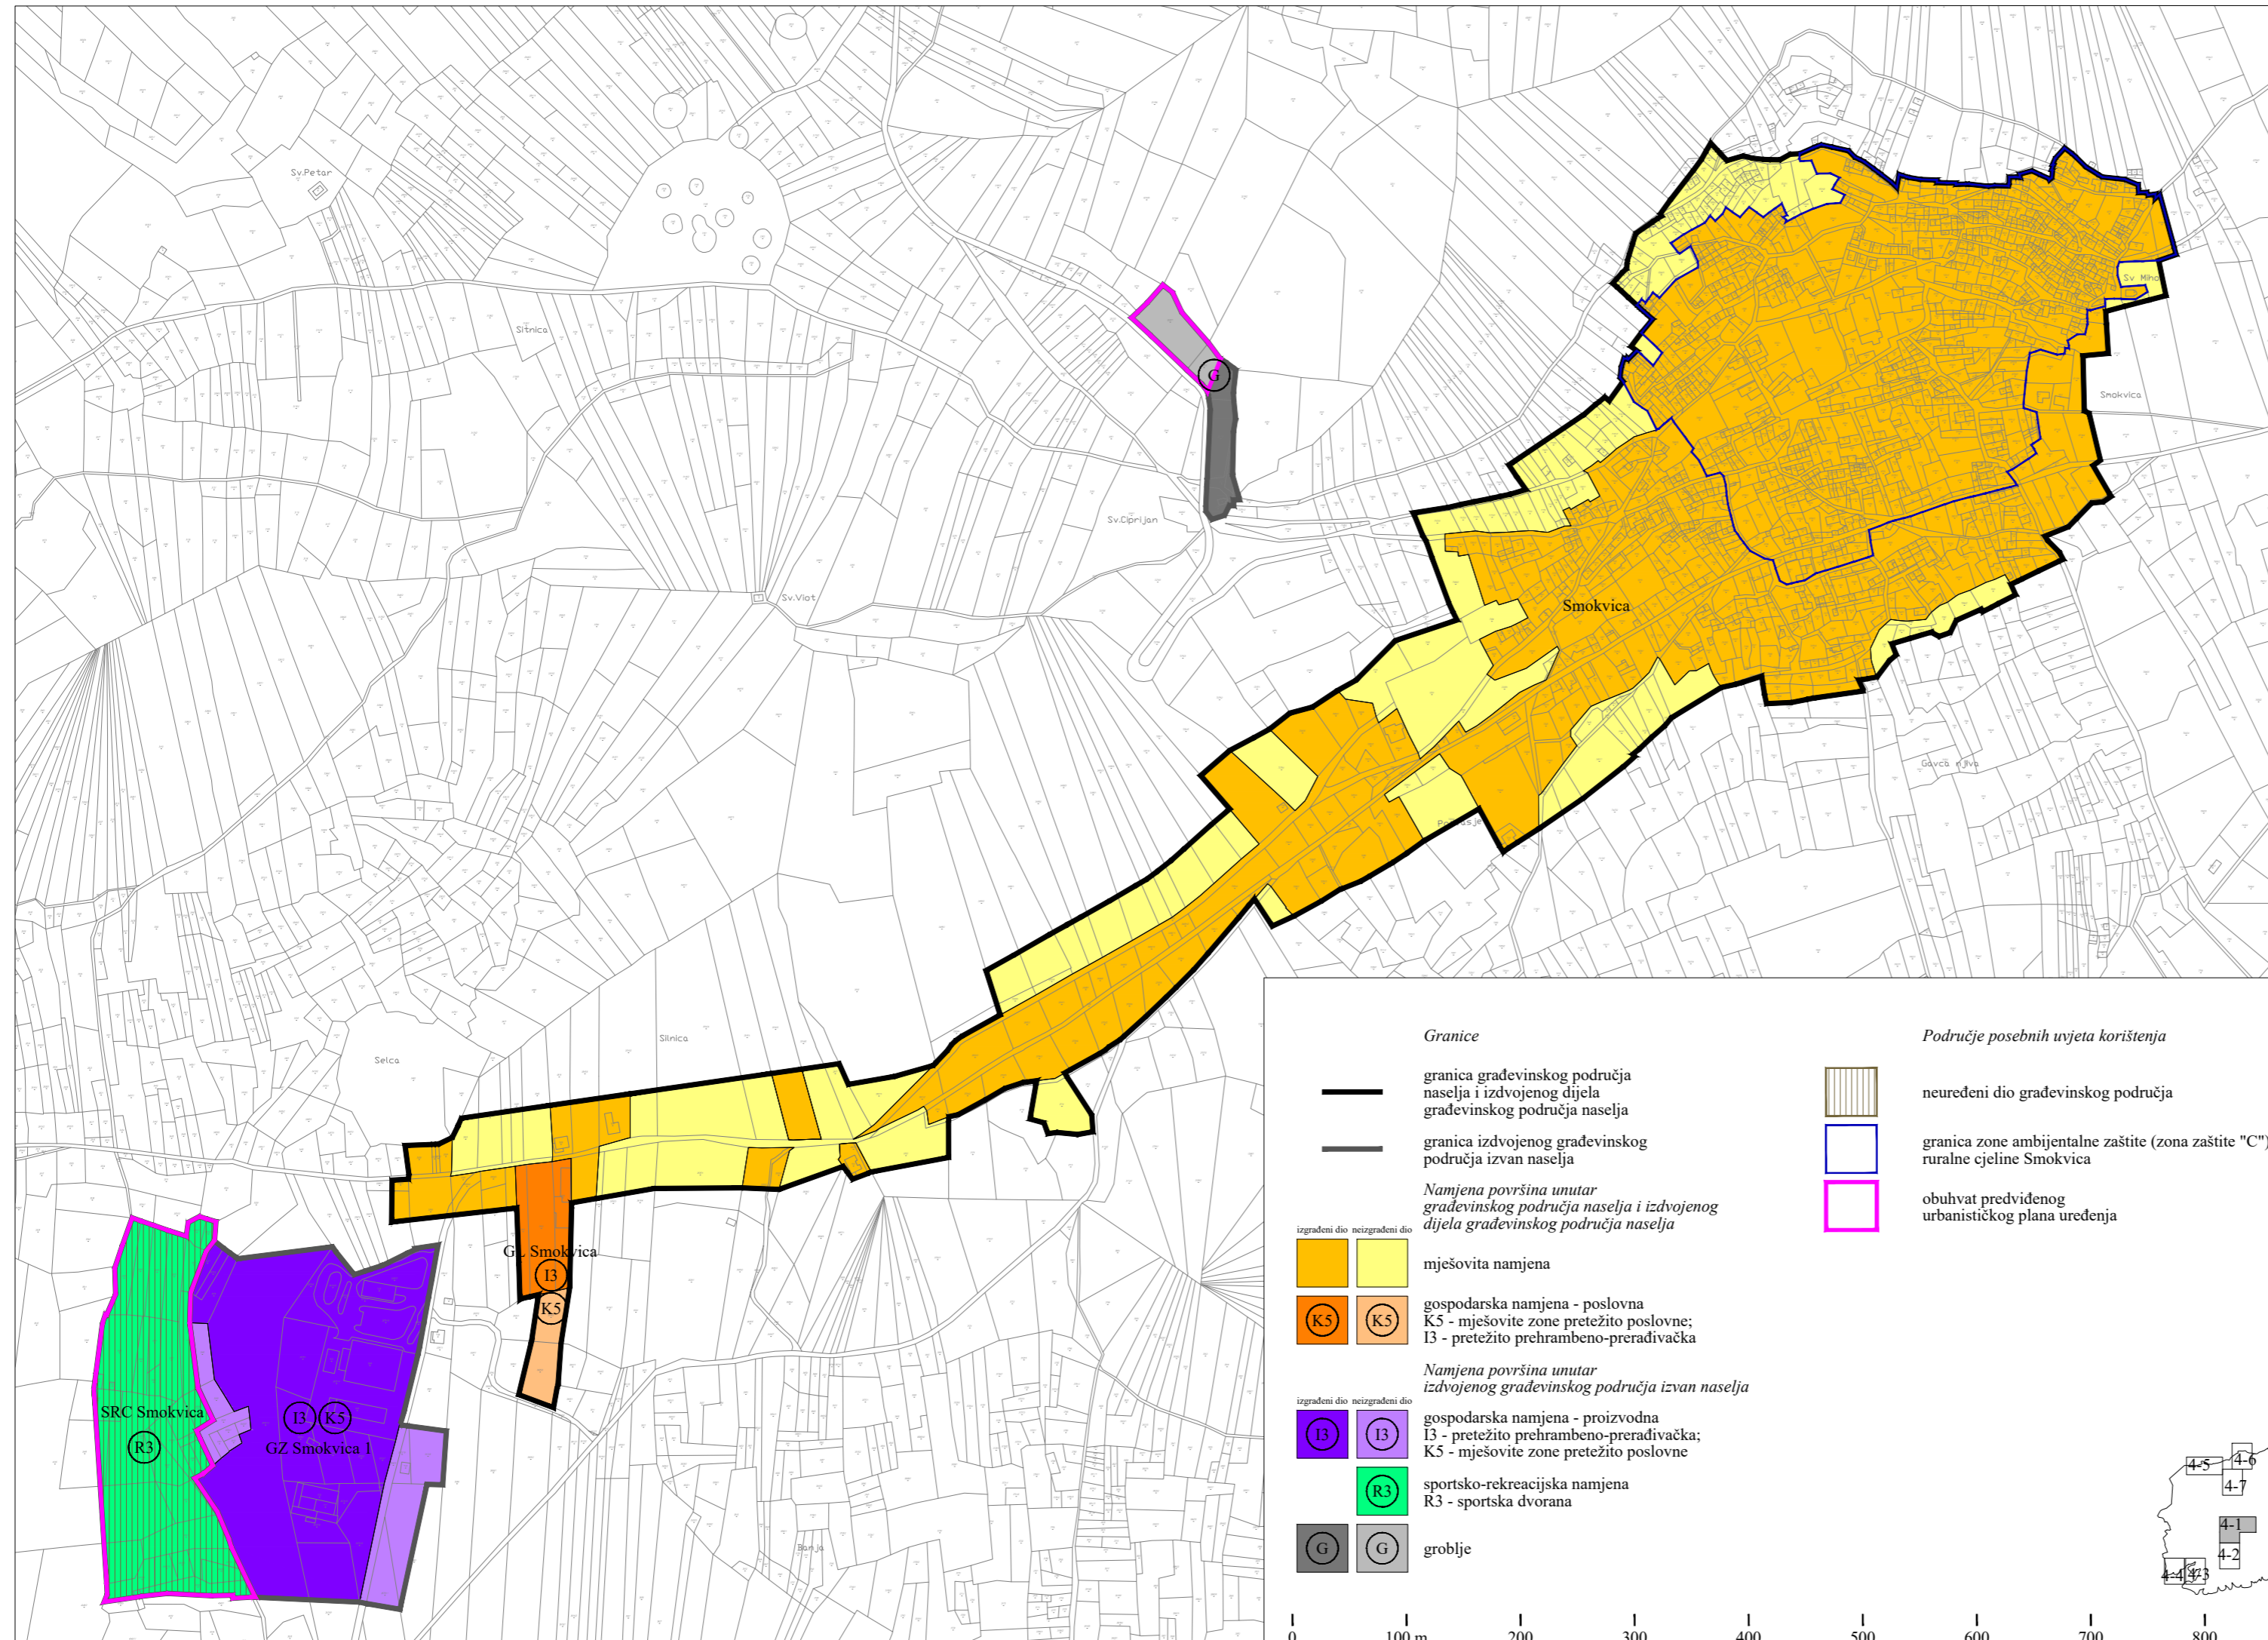 Sv.Petar
Sitnica
G
Sv.Ciprijan
Sv.Viot
Sv Miho
Smokvica
Smokvica
Gavca njiva
Silnica
Selca
GL Smokvica
I3
K5
SRC Smokvica
R3
I3 K5
GZ Smokvica 1
Banja
Granice
granica građevinskog područja
naselja i izdvojenog dijela
građevinskog područja naselja
granica izdvojenog građevinskog
područja izvan naselja
Namjena površina unutar
građevinskog područja naselja i izdvojenog
dijela građevinskog područja naselja
izgrađeni dio neizgrađeni dio
mješovita namjena
K5 K5
gospodarska namjena - poslovna
K5 - mješovite zone pretežito poslovne;
I3 - pretežito prehrambeno-prerađivačka
Namjena površina unutar
izdvojenog građevinskog područja izvan naselja
izgrađeni dio neizgrađeni dio
I3 I3
gospodarska namjena - proizvodna
I3 - pretežito prehrambeno-prerađivačka;
K5 - mješovite zone pretežito poslovne
R3
sportsko-rekreacijska namjena
R3 - sportska dvorana
G G
groblje
Područje posebnih uvjeta korištenja
neuređeni dio građevinskog područja
granica zone ambijentalne zaštite (zona zaštite "C")
ruralne cjeline Smokvica
obuhvat predviđenog
urbanističkog plana uređenja
4-5
4-6
4-7
4-1
4-2
4-4
4-3
0 100 m 200 300 400 500 600 700 800